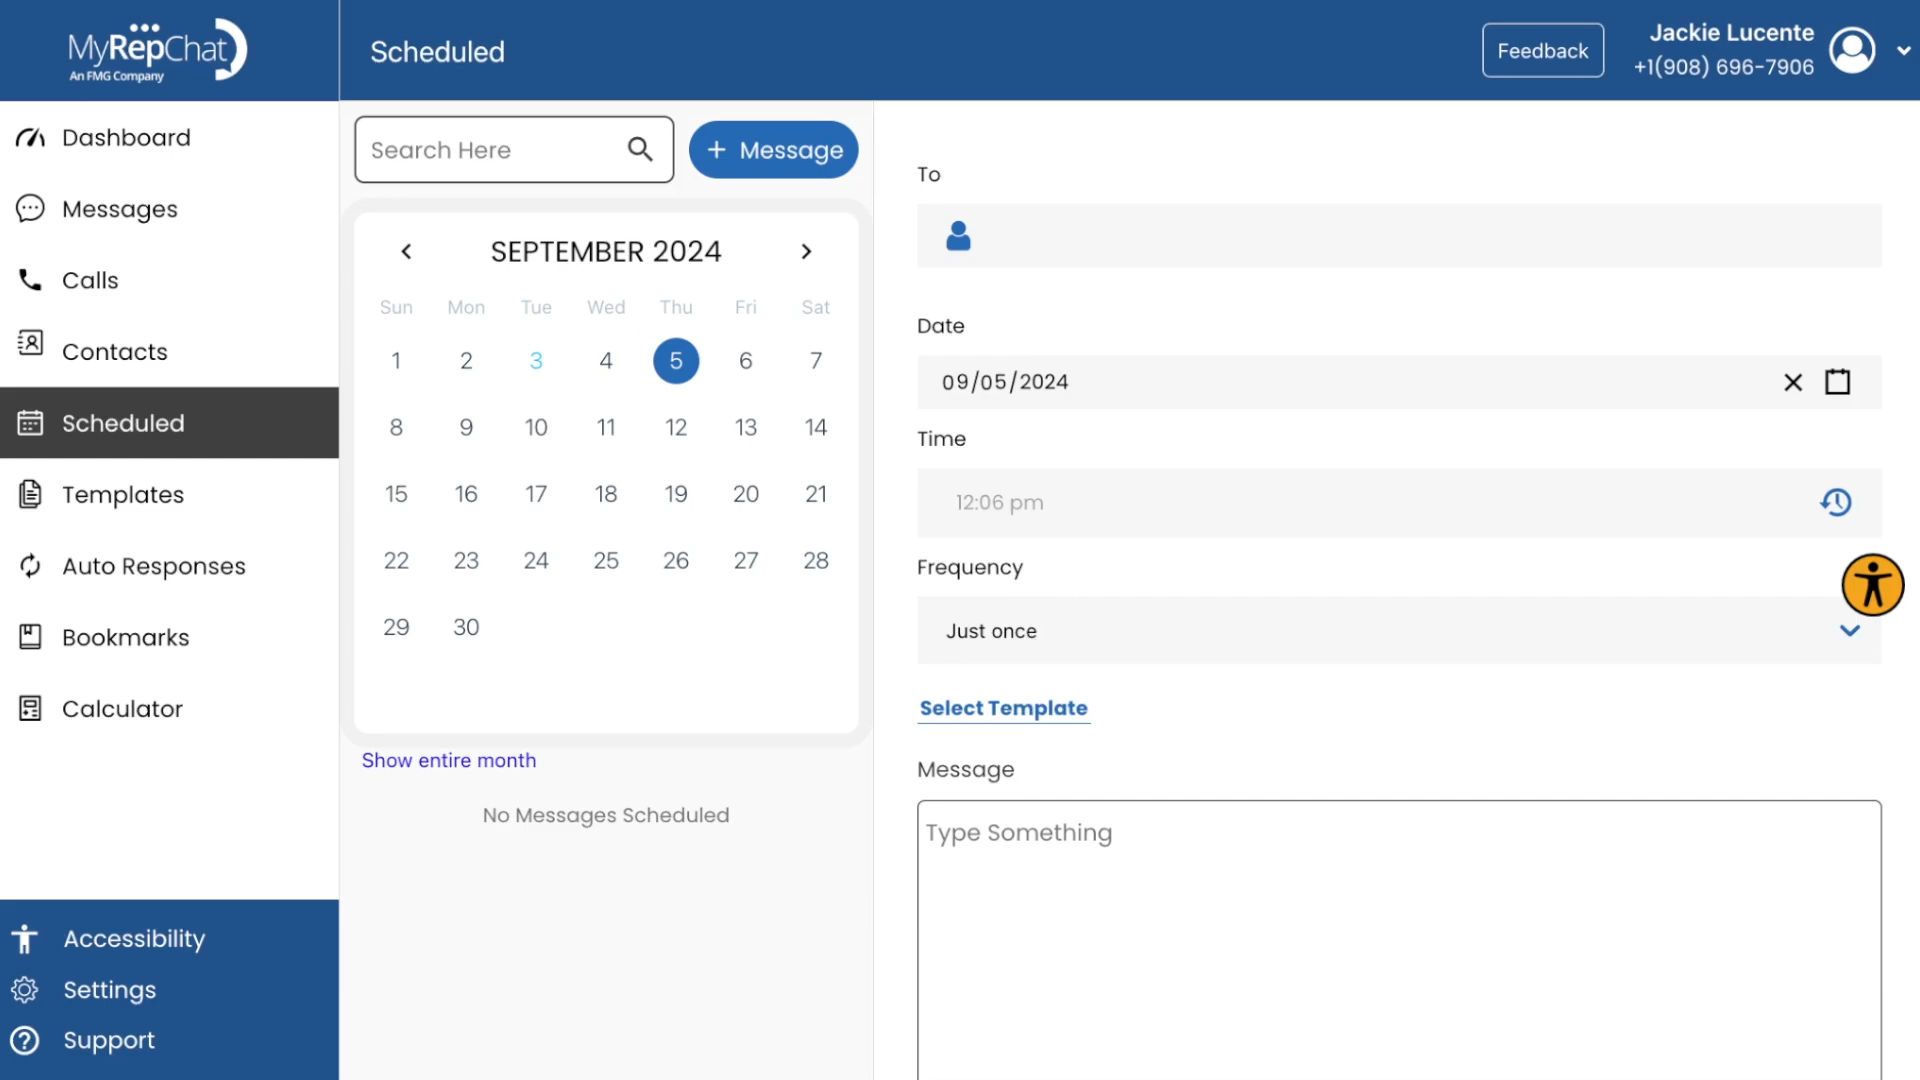 MyRepChat
An FMG Company
Scheduled
Feedback
Jackie Lucente
+1(908) 696-7906
Dashboard
Messages
Calls
Contacts
Scheduled
Templates
Auto Responses
Bookmarks
Calculator
Accessibility
Settings
Support
Search Here
+ Message
SEPTEMBER 2024
Sun Mon Tue Wed Thu Fri Sat
1 2 3 4 5 6 7
8 9 10 11 12 13 14
15 16 17 18 19 20 21
22 23 24 25 26 27 28
29 30
Show entire month
No Messages Scheduled
To
Date
09/05/2024
Time
12:06 pm
Frequency
Just once
Select Template
Message
Type Something